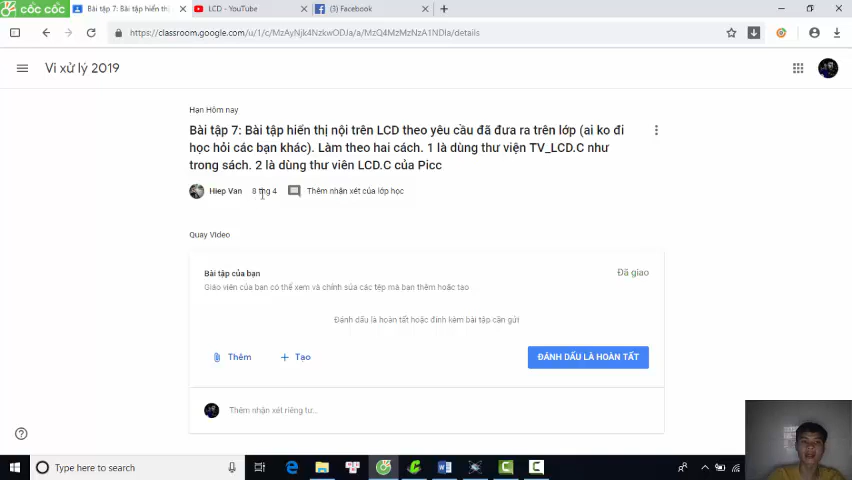 cốc cốc
Bài tập 7: Bài tập hiển thị
LCD - YouTube
(3) Facebook
https://classroom.google.com/u/1/c/MzAyNjk4NzkwODJa/a/MzQ4MzMzNzA1NDla/details
Vi xử lý 2019
Hạn Hôm nay
Bài tập 7: Bài tập hiển thị nội trên LCD theo yêu cầu đã đưa ra trên lớp (ai ko đi
học hỏi các bạn khác). Làm theo hai cách. 1 là dùng thư viện TV_LCD.C như
trong sách. 2 là dùng thư viên LCD.C của Picc
Hiep Van 8 thg 4 Thêm nhận xét của lớp học
Quay Video
Bài tập của bạn
Đã giao
Giáo viên của bạn có thể xem và chỉnh sửa các tệp mà bạn thêm hoặc tạo
Đánh dấu là hoàn tất hoặc đính kèm bài tập cần gửi
Thêm
Tạo
ĐÁNH DẤU LÀ HOÀN TẤT
Thêm nhận xét riêng tư...
Type here to search